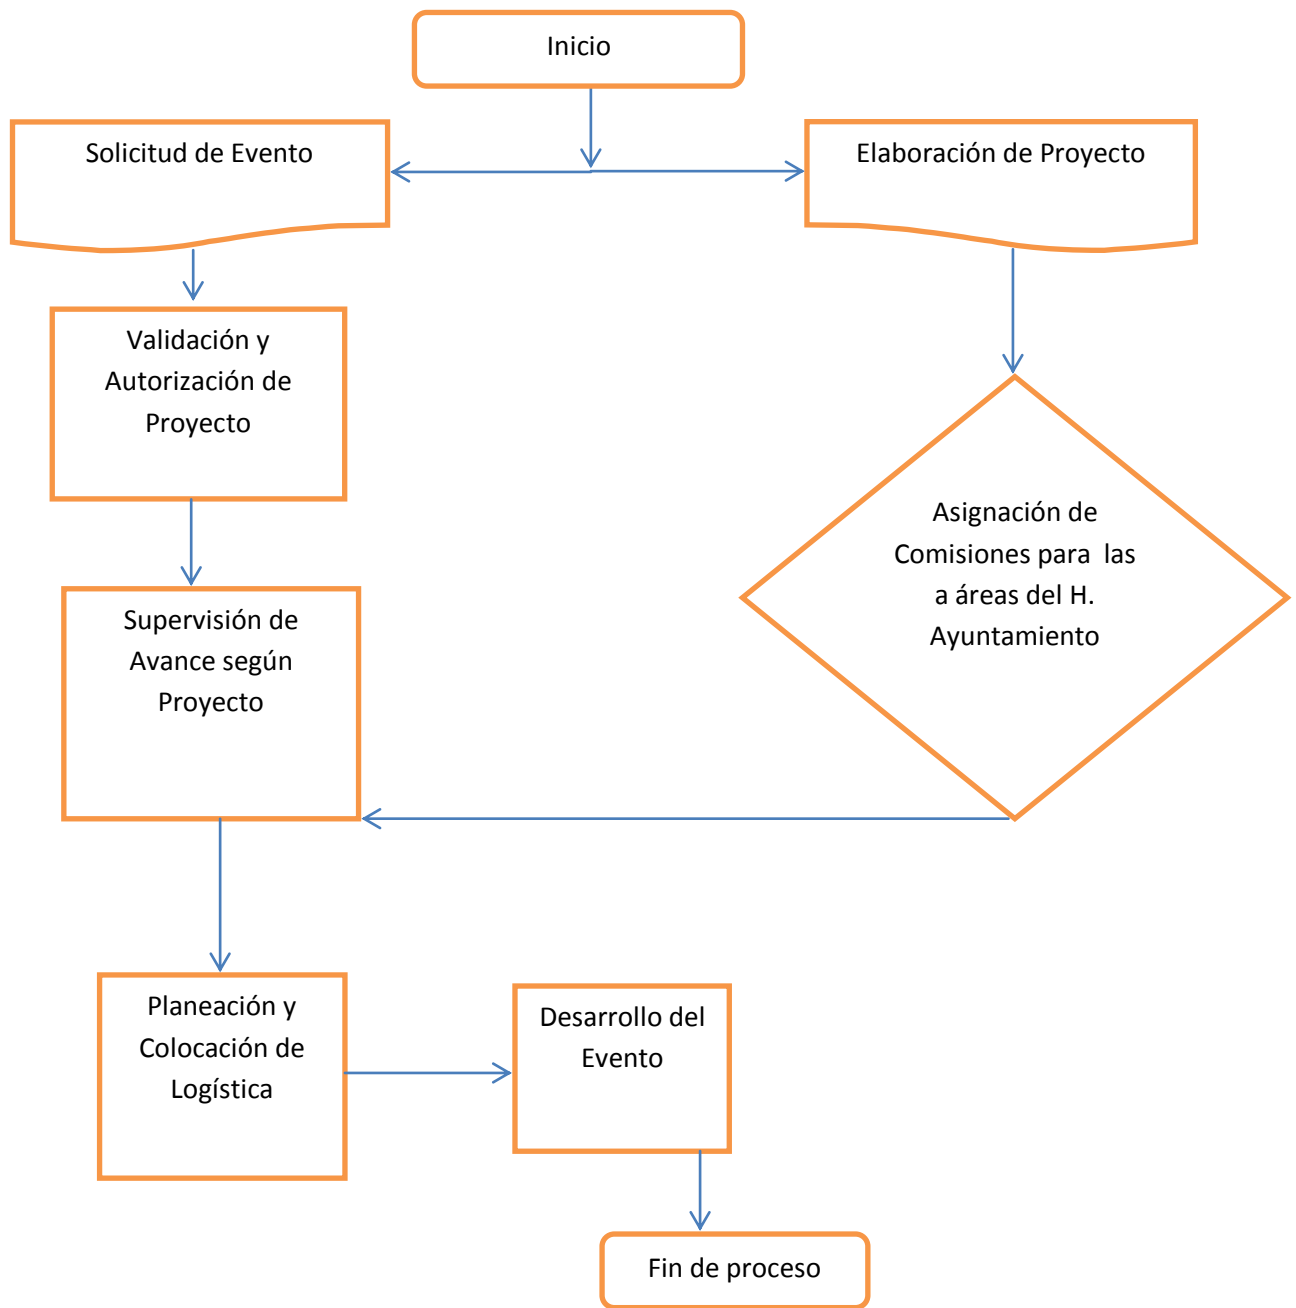 Inicio
Solicitud de Evento
Elaboración de Proyecto
Validación y
Autorización de
Proyecto
Asignación de
Comisiones para  las
a áreas del H.
Ayuntamiento
Supervisión de
Avance según
Proyecto
Planeación y
Colocación de
Logística
Desarrollo del
Evento
Fin de proceso